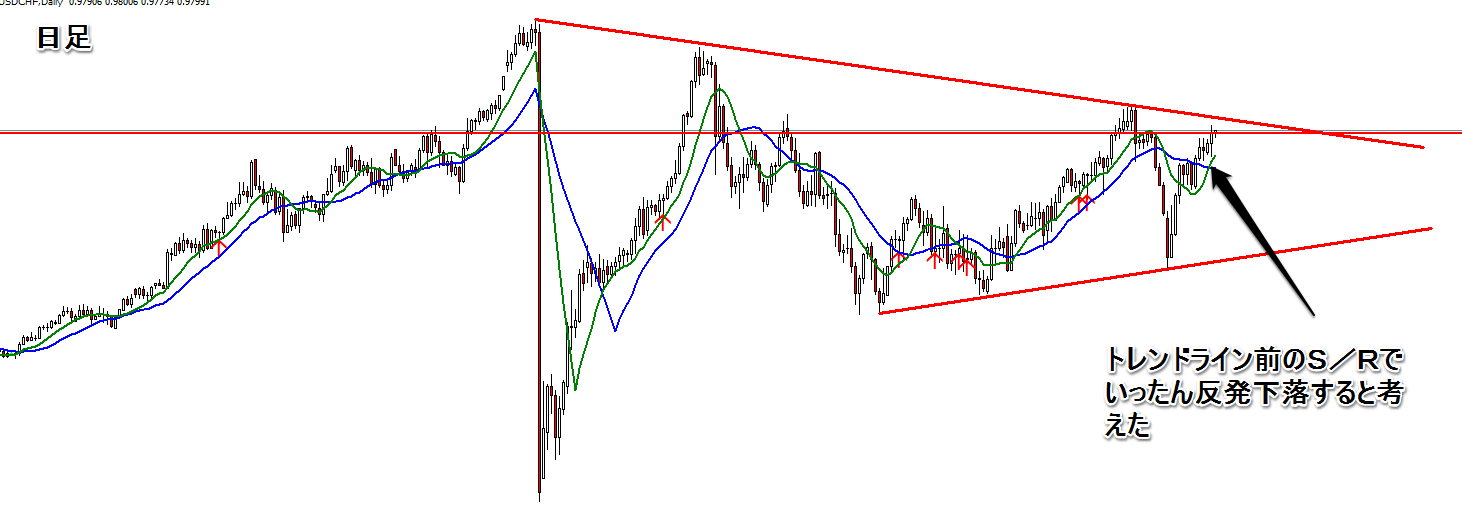 USDCHF,Daily 0.97906 0.98006 0.97734 0.97991
日足
トレンドライン前のS／Rで
いったん反発下落すると考
えた